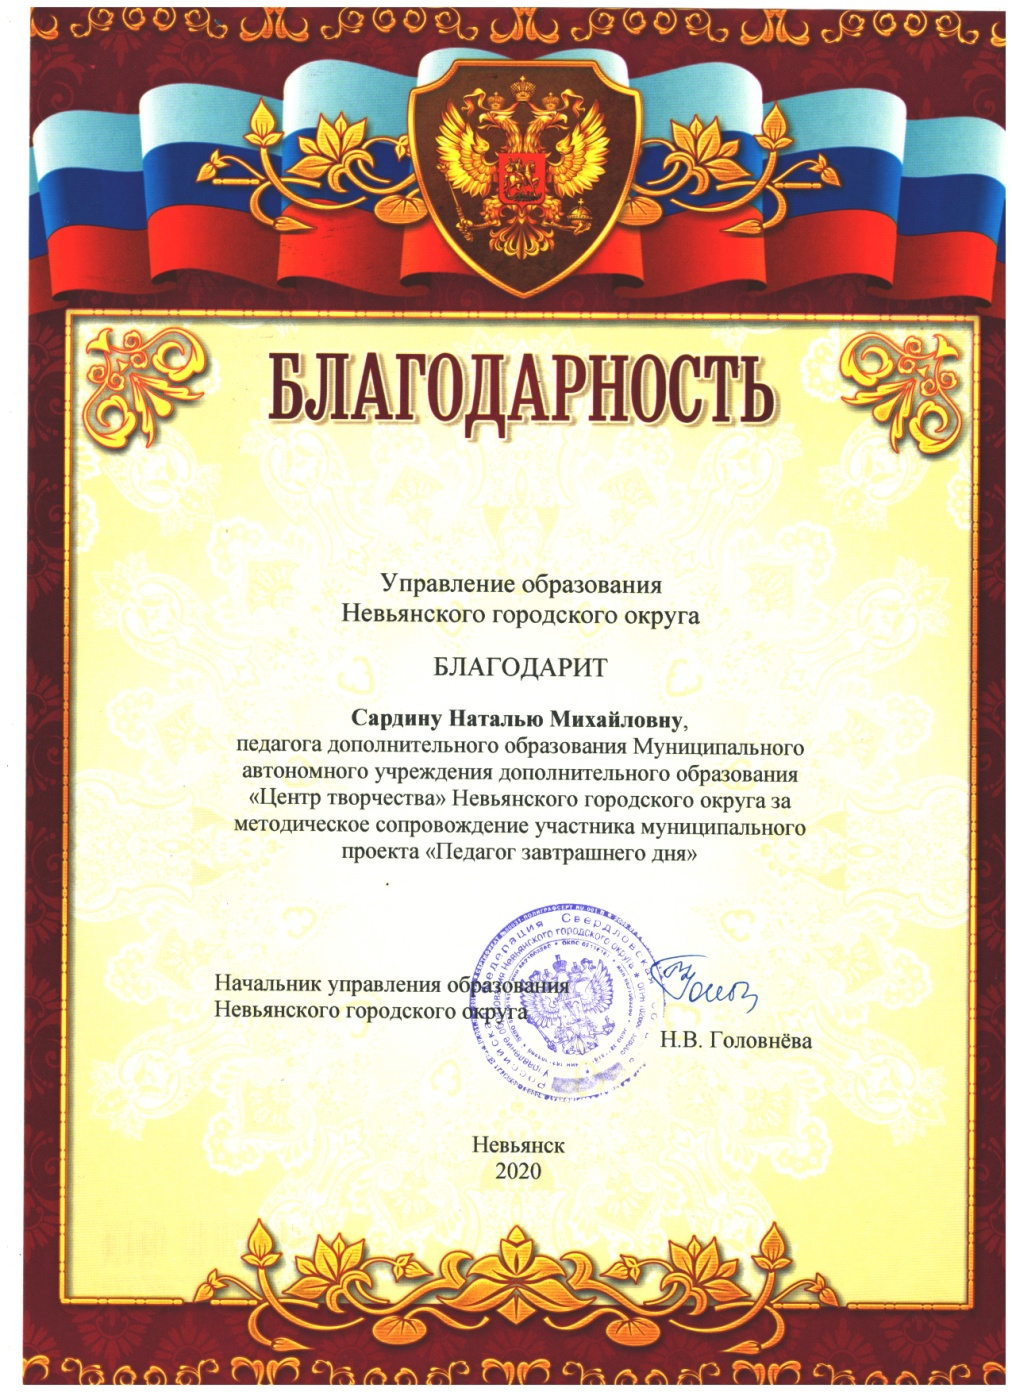 БЛАГОДАРНОСТЬ
Управление образования
Невьянского городского округа
БЛАГОДАРИТ
Сардину Наталью Михайловну,
педагога дополнительного образования Муниципального
автономного учреждения дополнительного образования
«Центр творчества» Невьянского городского округа за
методическое сопровождение участника муниципального
проекта «Педагог завтрашнего дня»
Начальник управления образования
Невьянского городского округа
Н.В. Головнёва
Невьянск
2020